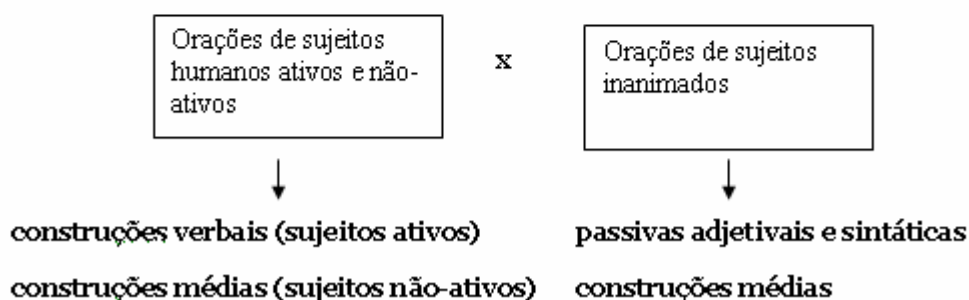 Orações de sujeitos
humanos ativos e não-
ativos
x
Orações de sujeitos
inanimados
construções verbais (sujeitos ativos)
passivas adjetivais e sintáticas
construções médias (sujeitos não-ativos)
construções médias